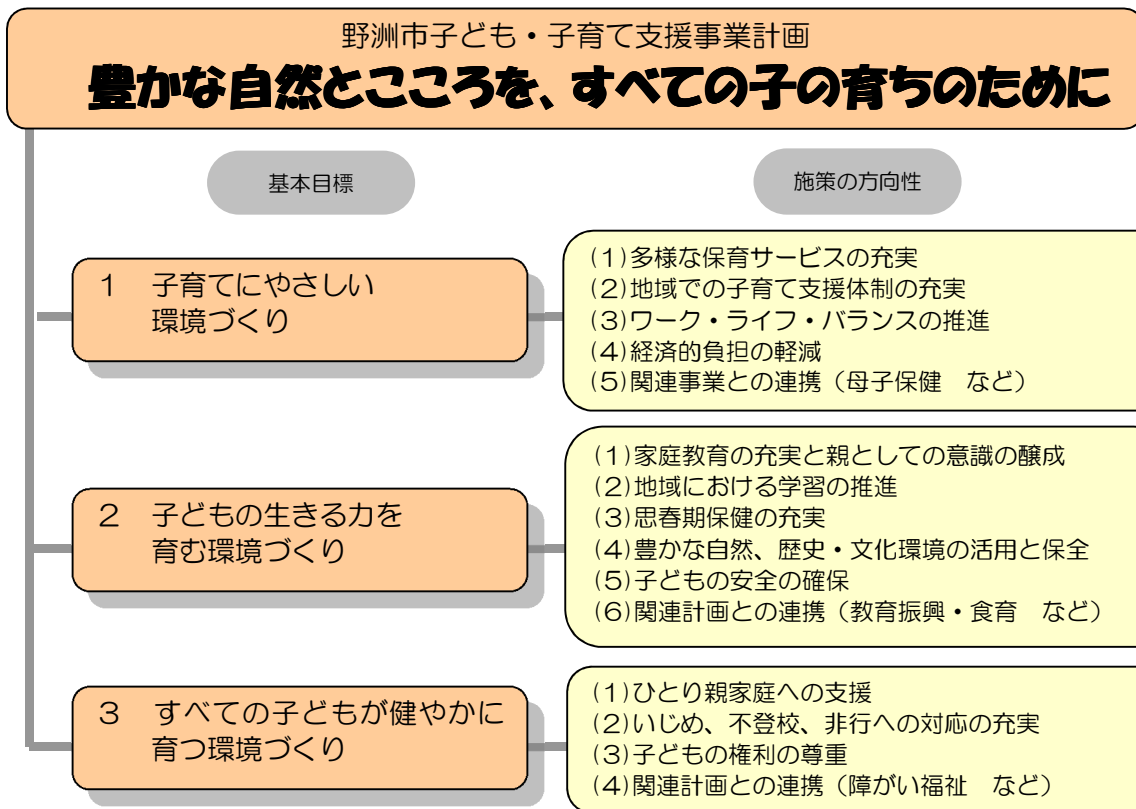 野洲市子ども・子育て支援事業計画
豊かな自然とこころを、すべての子の育ちのために
基本目標
施策の方向性
1　子育てにやさしい
環境づくり
(1)多様な保育サービスの充実
(2)地域での子育て支援体制の充実
(3)ワーク・ライフ・バランスの推進
(4)経済的負担の軽減
(5)関連事業との連携（母子保健　など）
2　子どもの生きる力を
育む環境づくり
(1)家庭教育の充実と親としての意識の醸成
(2)地域における学習の推進
(3)思春期保健の充実
(4)豊かな自然、歴史・文化環境の活用と保全
(5)子どもの安全の確保
(6)関連計画との連携（教育振興・食育　など）
3　すべての子どもが健やかに
育つ環境づくり
(1)ひとり親家庭への支援
(2)いじめ、不登校、非行への対応の充実
(3)子どもの権利の尊重
(4)関連計画との連携（障がい福祉　など）